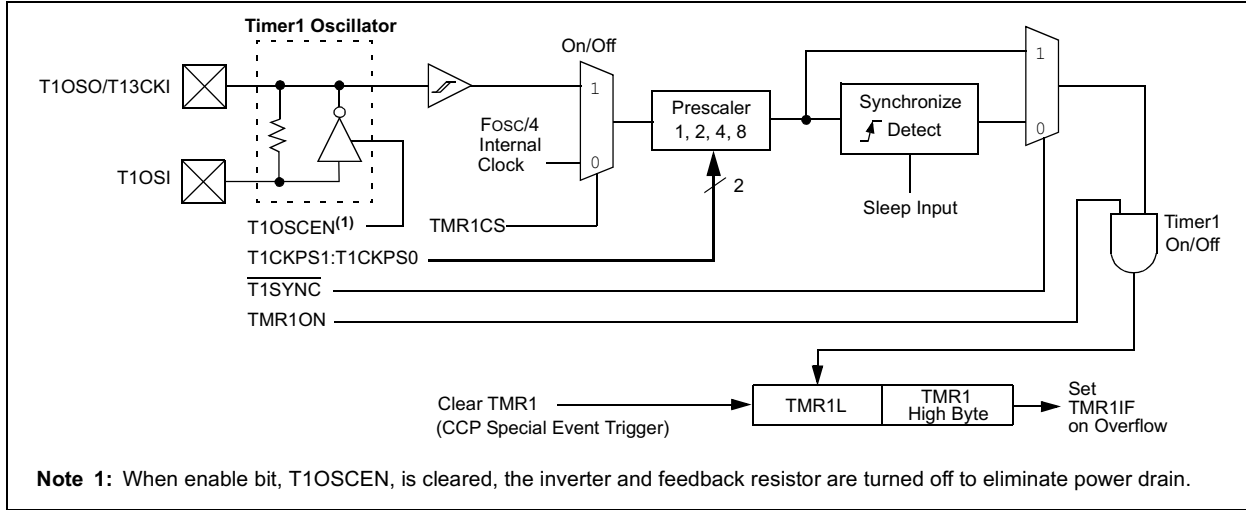 Timer1 Oscillator
On/Off
T1OSO/T13CKI
1
FOSC/4
Internal
Clock
0
Prescaler
1, 2, 4, 8
Synchronize
Detect
1
0
T1OSI
2
Sleep Input
T1OSCEN(1)
TMR1CS
Timer1
On/Off
T1CKPS1:T1CKPS0
T1SYNC
TMR1ON
Clear TMR1
(CCP Special Event Trigger)
TMR1L
TMR1
High Byte
Set
TMR1IF
on Overflow
Note 1: When enable bit, T1OSCEN, is cleared, the inverter and feedback resistor are turned off to eliminate power drain.